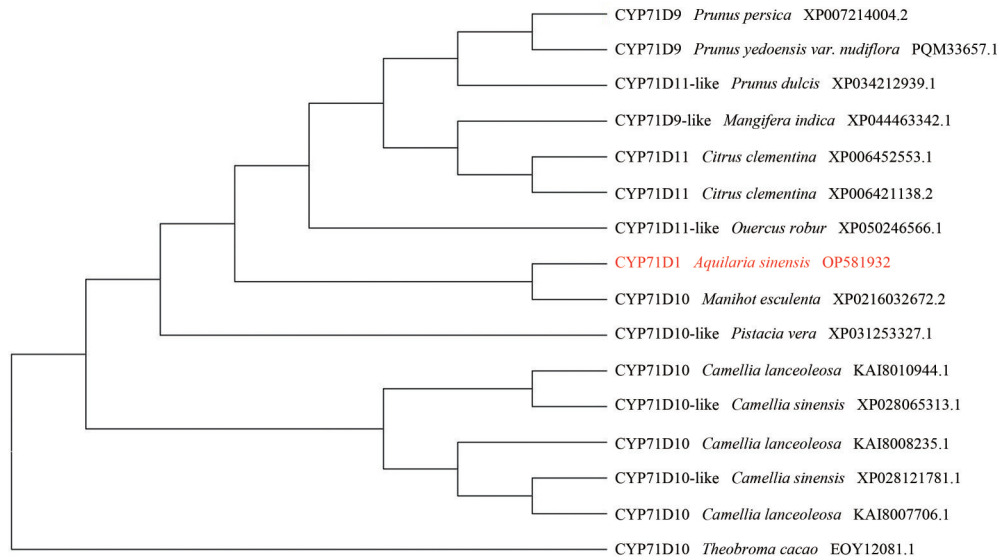 CYP71D9 Prunus persica XP007214004.2
CYP71D9 Prunus yedoensis var. nudiflora PQM33657.1
CYP71D11-like Prunus dulcis XP034212939.1
CYP71D9-like Mangifera indica XP044463342.1
CYP71D11 Citrus clementina XP006452553.1
CYP71D11 Citrus clementina XP006421138.2
CYP71D11-like Ouercus robur XP050246566.1
CYP71D1 Aquilaria sinensis OP581932
CYP71D10 Manihot esculenta XP0216032672.2
CYP71D10-like Pistacia vera XP031253327.1
CYP71D10 Camellia lanceoleosa KAI8010944.1
CYP71D10-like Camellia sinensis XP028065313.1
CYP71D10 Camellia lanceoleosa KAI8008235.1
CYP71D10-like Camellia sinensis XP028121781.1
CYP71D10 Camellia lanceoleosa KAI8007706.1
CYP71D10 Theobroma cacao EOY12081.1